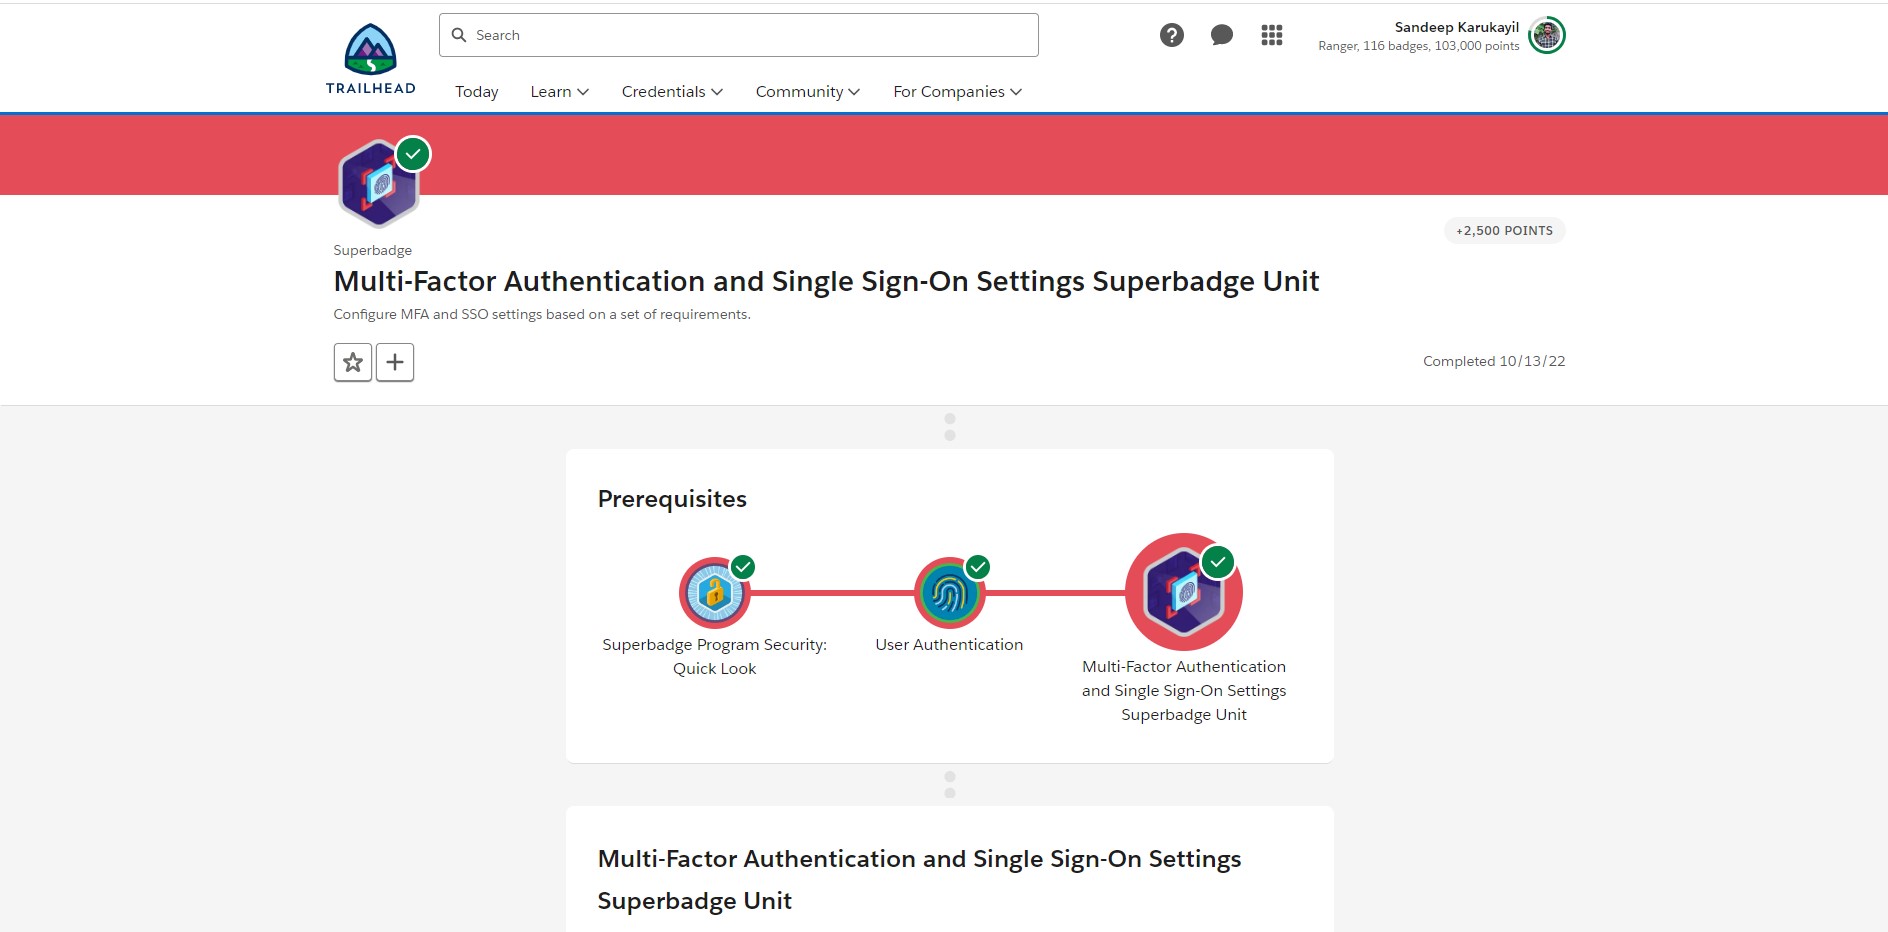 Search
Sandeep Karukayil
Ranger, 116 badges, 103,000 points
TRAILHEAD
Today Learn Credentials Community For Companies
+2,500 POINTS
Superbadge
Multi-Factor Authentication and Single Sign-On Settings Superbadge Unit
Configure MFA and SSO settings based on a set of requirements.
Completed 10/13/22
Prerequisites
Superbadge Program Security:
Quick Look
User Authentication
Multi-Factor Authentication
and Single Sign-On Settings
Superbadge Unit
Multi-Factor Authentication and Single Sign-On Settings
Superbadge Unit